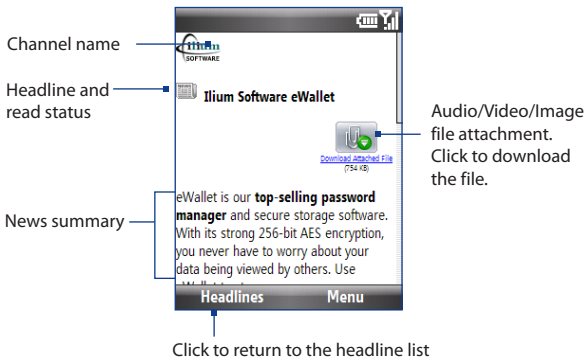 Channel name
ilium
SOFTWARE
Headline and
read status
Ilium Software eWallet
Download Attached File
(754 KB)
Audio/Video/Image
file attachment.
Click to download
the file.
News summary
eWallet is our top-selling password
manager and secure storage software.
With its strong 256-bit AES encryption,
you never have to worry about your
data being viewed by others. Use
Headlines Menu
Click to return to the headline list